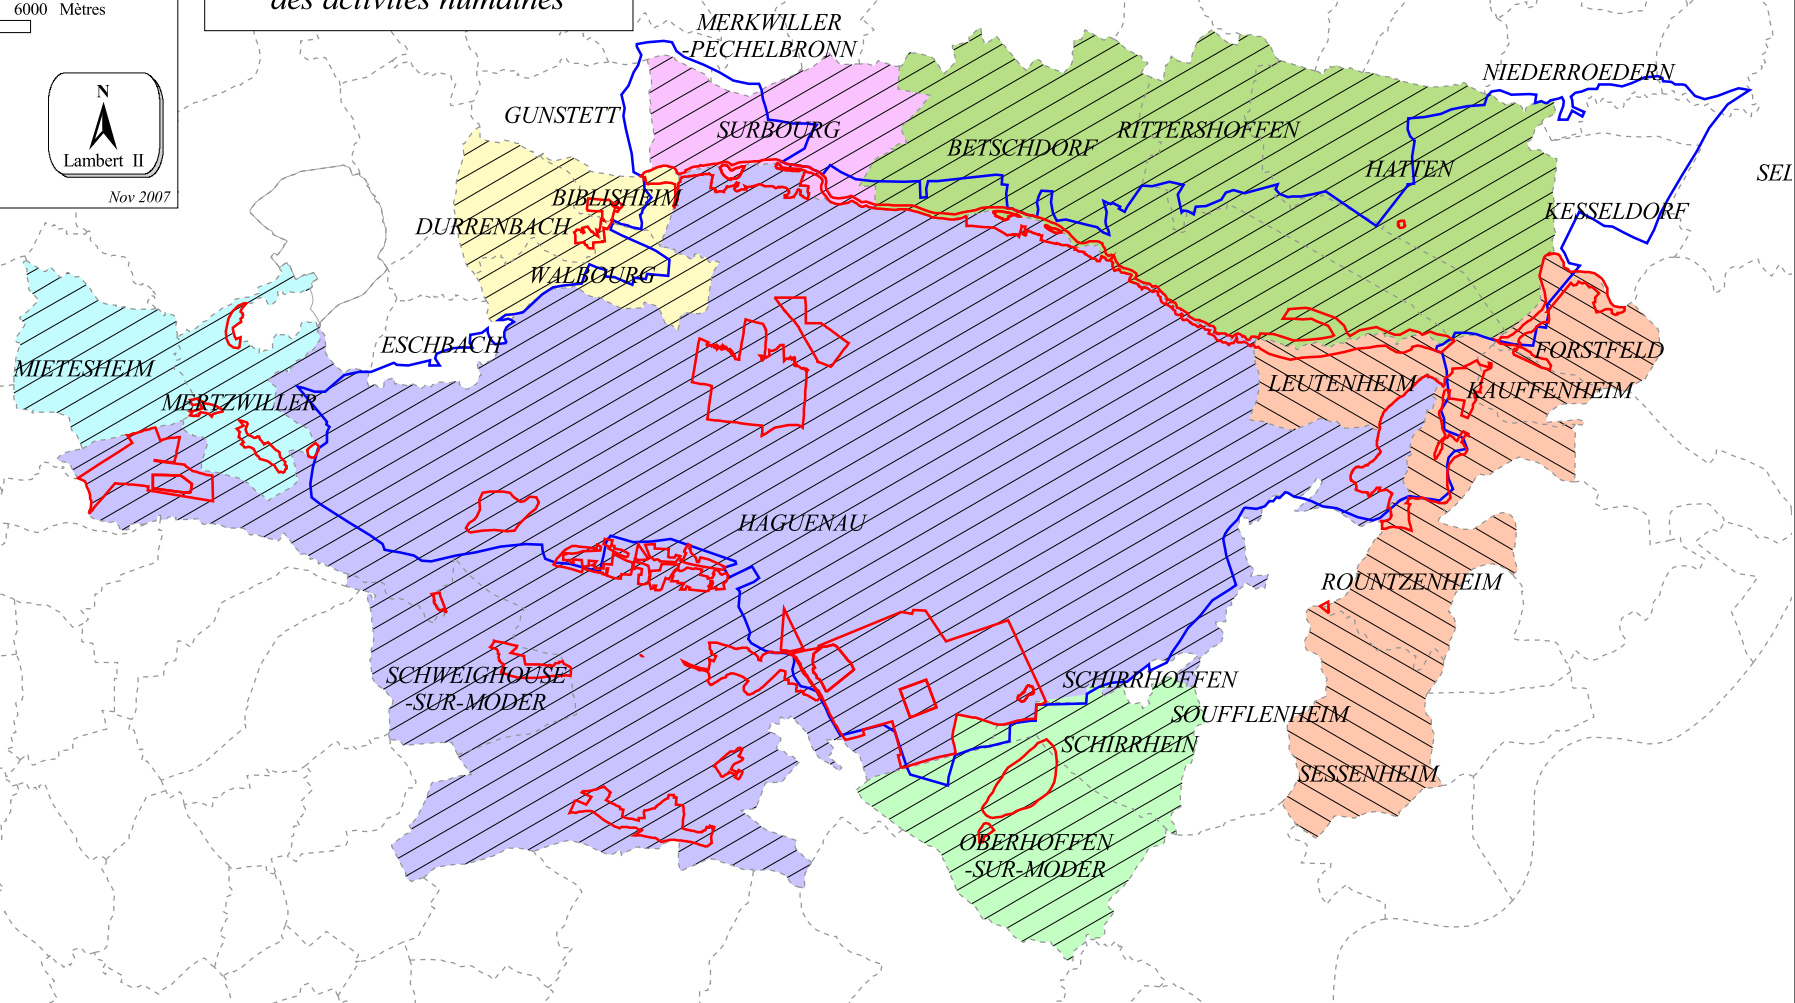 6000 Mètres
des activités humaines
N
Lambert II
Nov 2007
MERKWILLER
-PECHELBRONN
NIEDERROEDERN
GUNSTETT
SURBOURG
RITTERSHOFFEN
BETSCHDORF
HATTEN
SEL
BIBLISHEIM
KESSELDORF
DURRENBACH
WALBOURG
ESCHBACH
FORSTFELD
MIETESHEIM
LEUTENHEIM
KAUFFENHEIM
MERTZWILLER
HAGUENAU
ROUNTZENHEIM
SCHWEIGHOUSE
-SUR-MODER
SCHIRRHOFFEN
SOUFFLENHEIM
SCHIRRHEIN
SESSENHEIM
OBERHOFFEN
-SUR-MODER